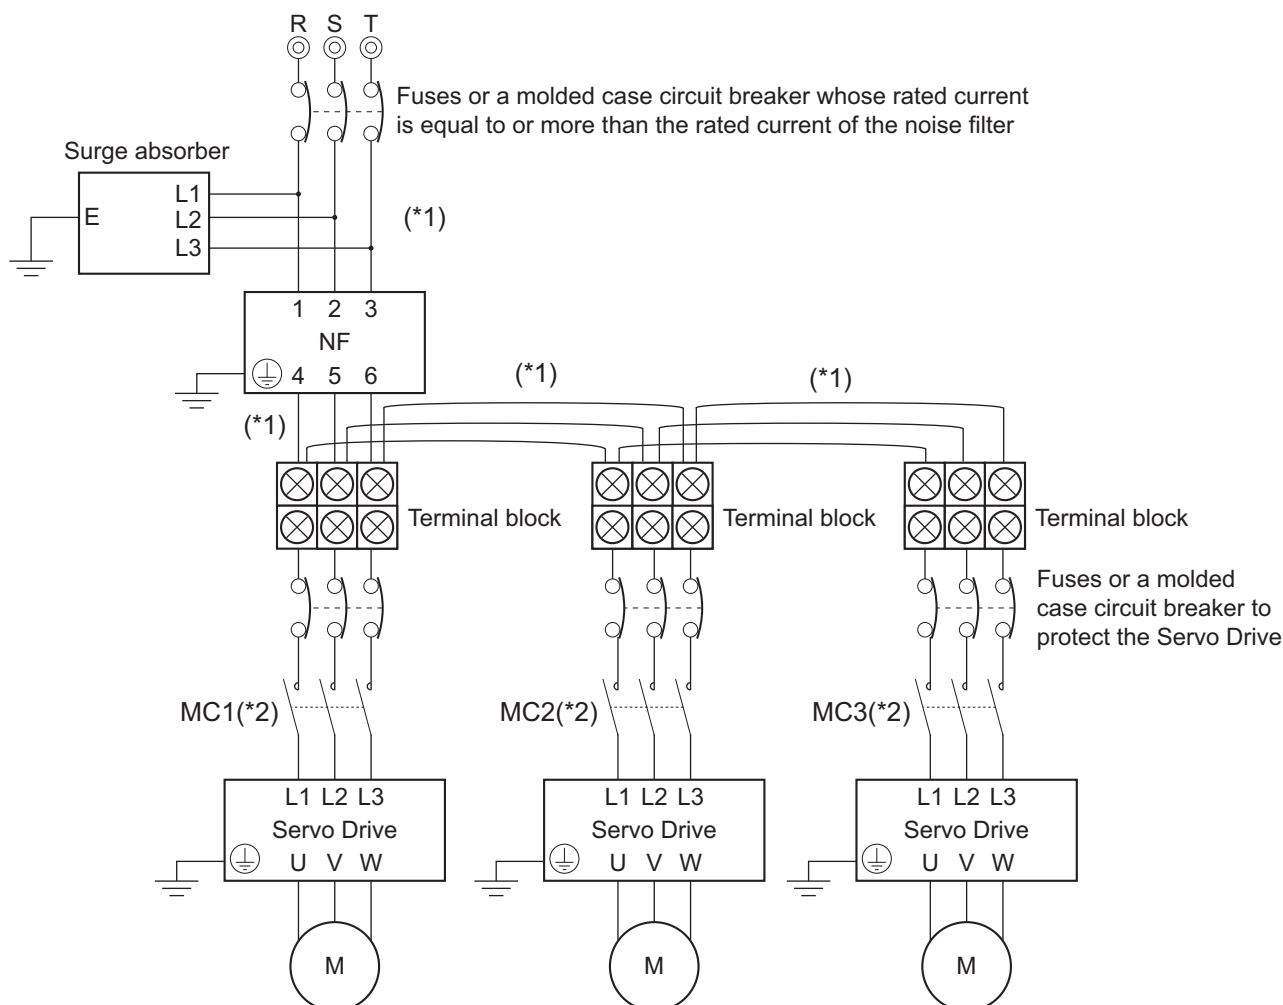 R S T
Fuses or a molded case circuit breaker whose rated current
is equal to or more than the rated current of the noise filter
Surge absorber
L1
E
L2
L3
(*1)
1 2 3
NF
4 5 6
(*1)
(*1)
(*1)
Terminal block
Terminal block
Terminal block
Fuses or a molded
case circuit breaker to
protect the Servo Drive
MC1(*2)
MC2(*2)
MC3(*2)
L1 L2 L3
Servo Drive
U V W
L1 L2 L3
Servo Drive
U V W
L1 L2 L3
Servo Drive
U V W
M
M
M